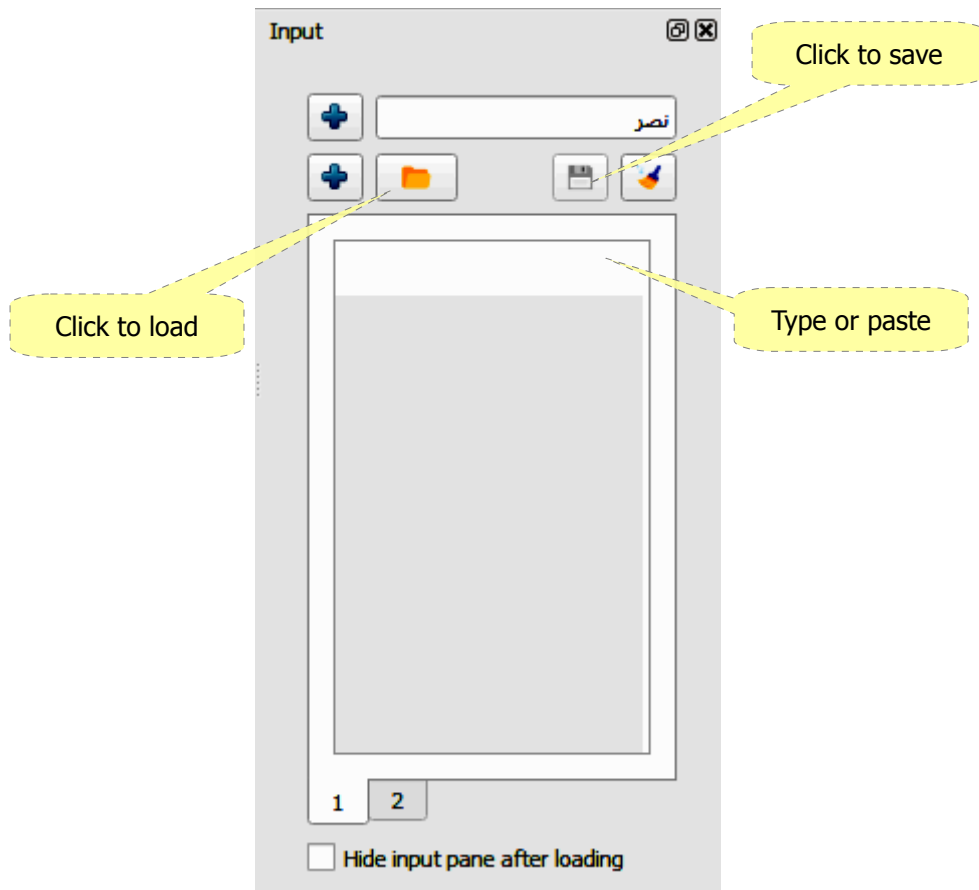 Input
Click to save
نصر
Click to load
Type or paste
1
2
Hide input pane after loading